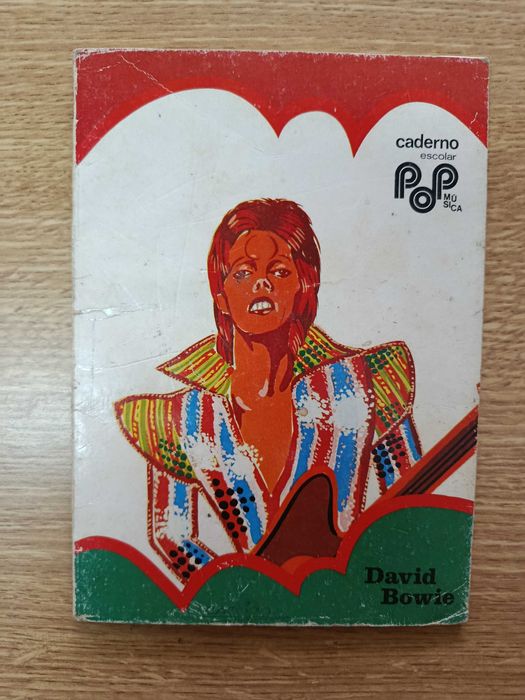 caderno
escolar
POP
MÚ
SI
CA
David
Bowie